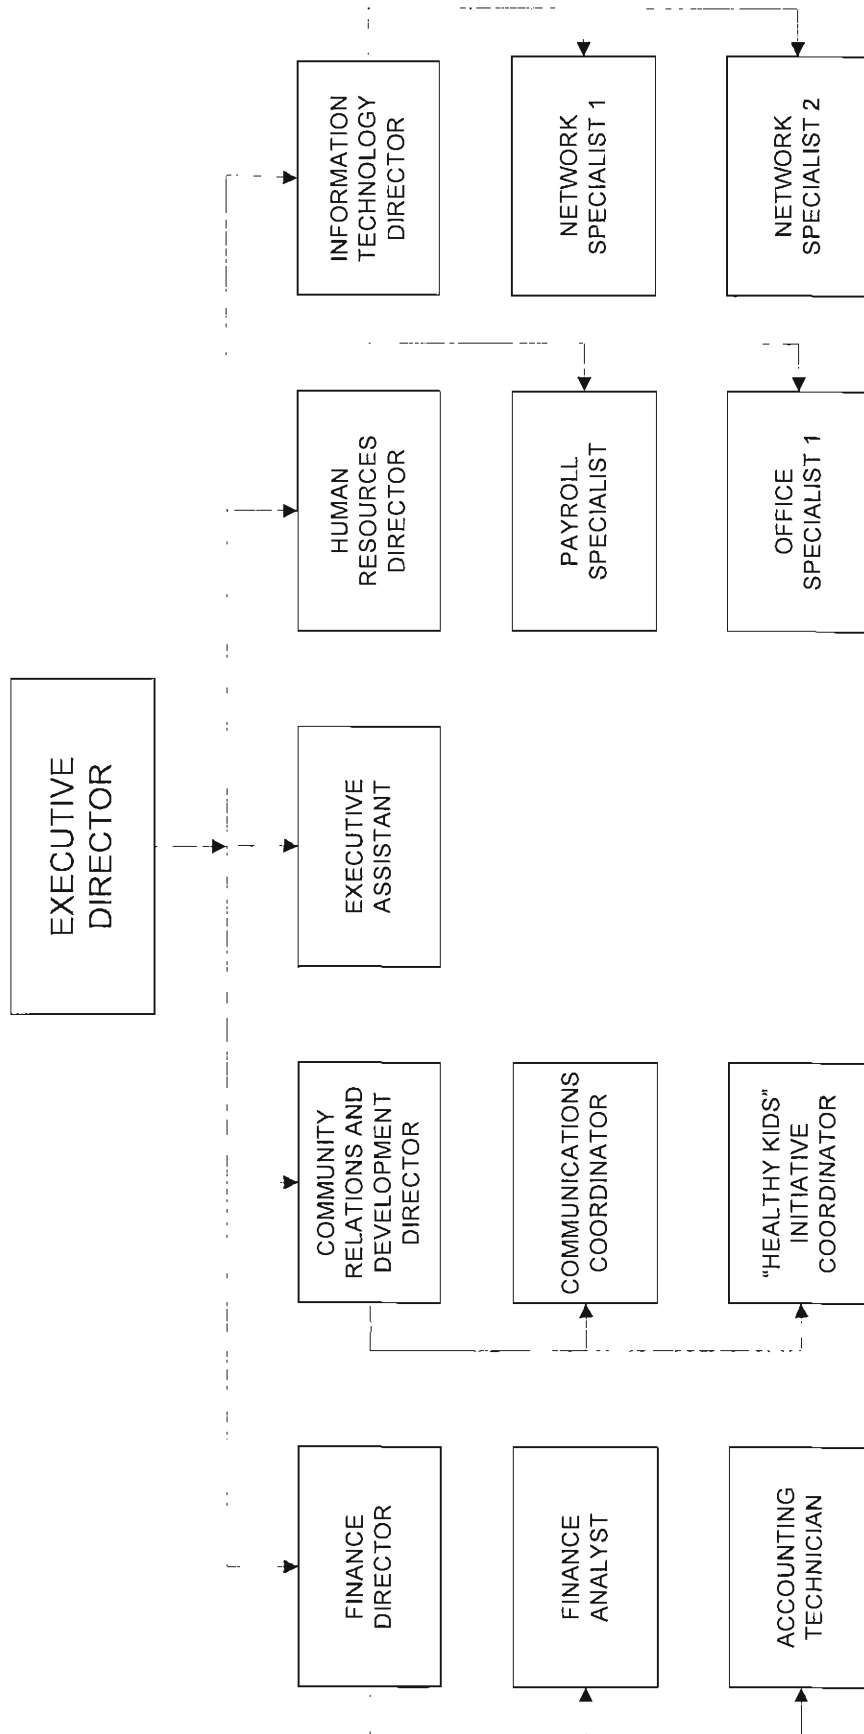 EXECUTIVE
DIRECTOR
FINANCE
DIRECTOR
COMMUNITY
RELATIONS AND
DEVELOPMENT
DIRECTOR
EXECUTIVE
ASSISTANT
HUMAN
RESOURCES
DIRECTOR
INFORMATION
TECHNOLOGY
DIRECTOR
FINANCE
ANALYST
COMMUNICATIONS
COORDINATOR
PAYROLL
SPECIALIST
NETWORK
SPECIALIST 1
ACCOUNTING
TECHNICIAN
“HEALTHY KIDS”
INITIATIVE
COORDINATOR
OFFICE
SPECIALIST 1
NETWORK
SPECIALIST 2